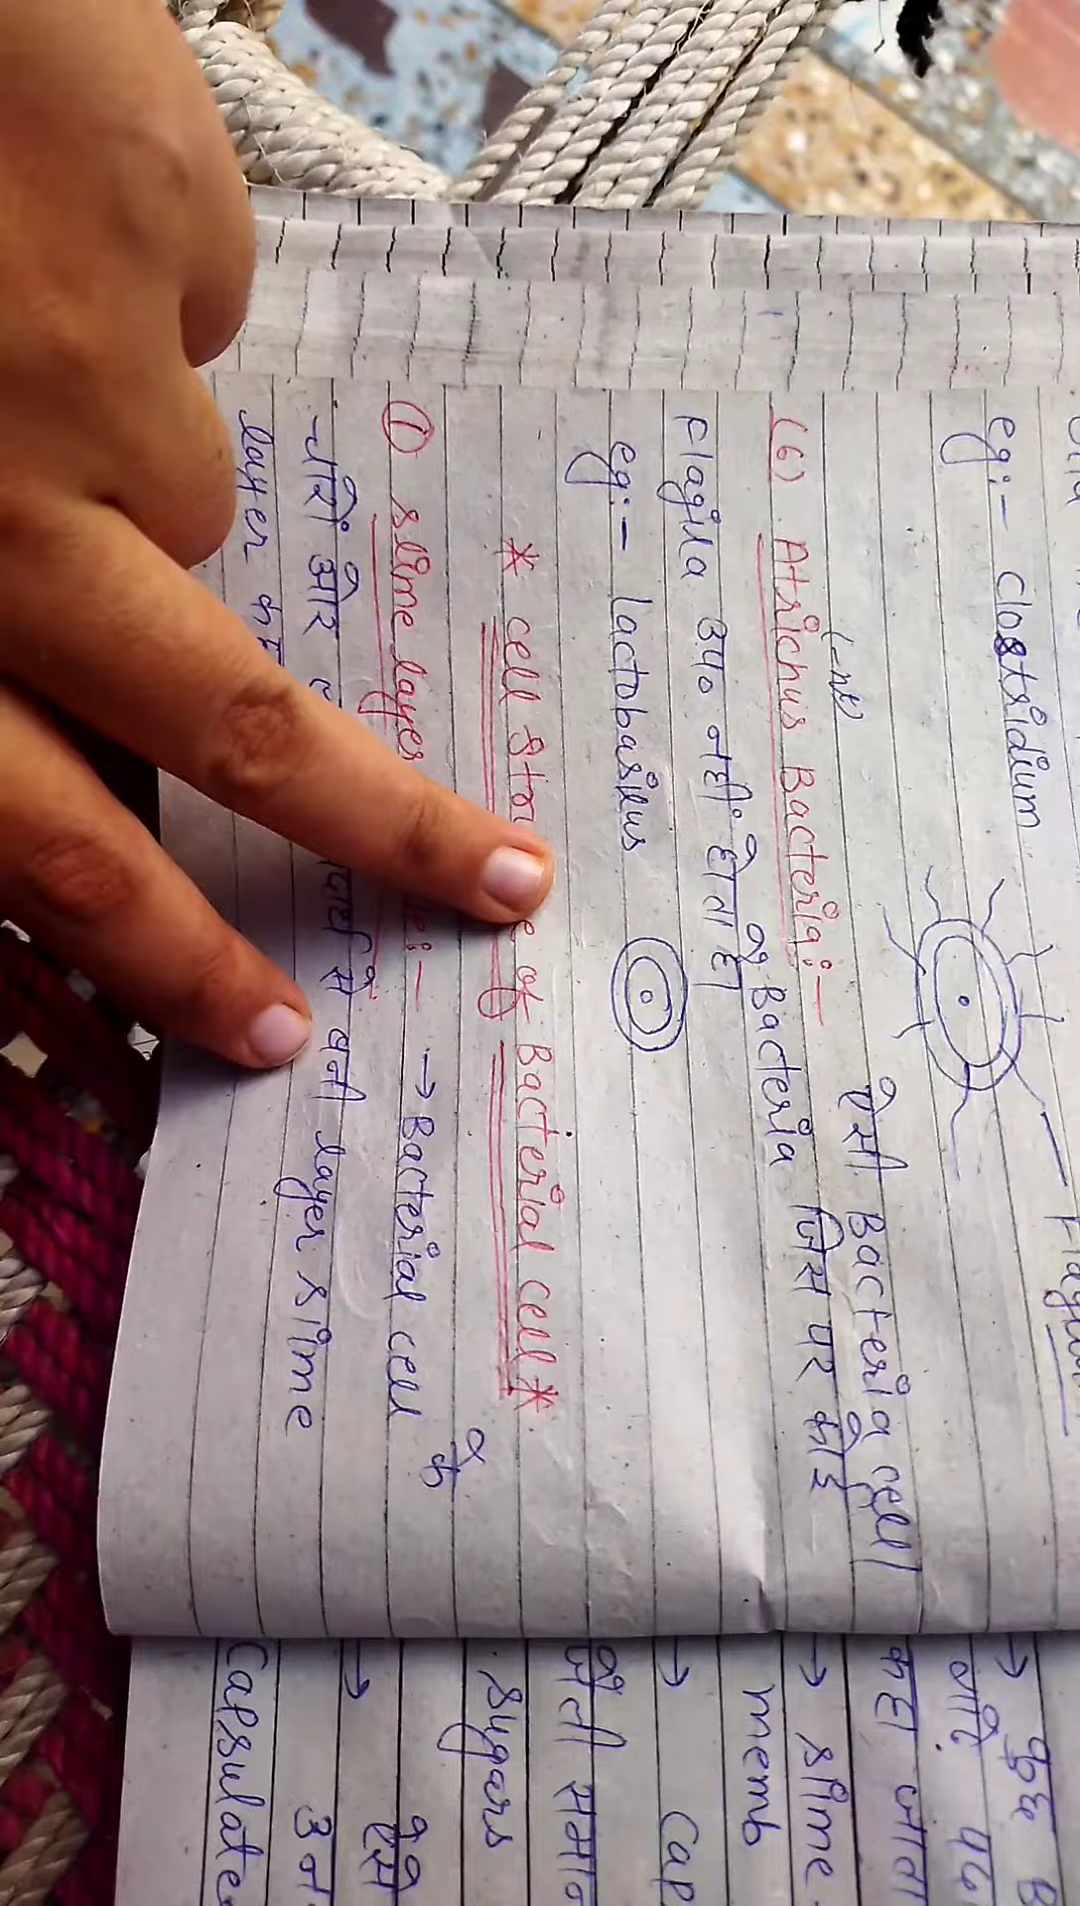 eg:- clostridium
Flagella
(6) Atrichus Bacteria:- ऐसी Bacteria cell
(-nt)
वे Bacteria जिस पर कोइ
Flagila उप० नहीं होता है
eg:- lactobasilus
* cell of Bacterial cell *
① slime layer :- → Bacterial cell के
चारों ओर से बनी layer slime
layer
→ कुछ B
मोटे
कहा जाता
→ slime
memb
→ Cap
जैसी समान
sugars
→ इस
उन
Capsulate